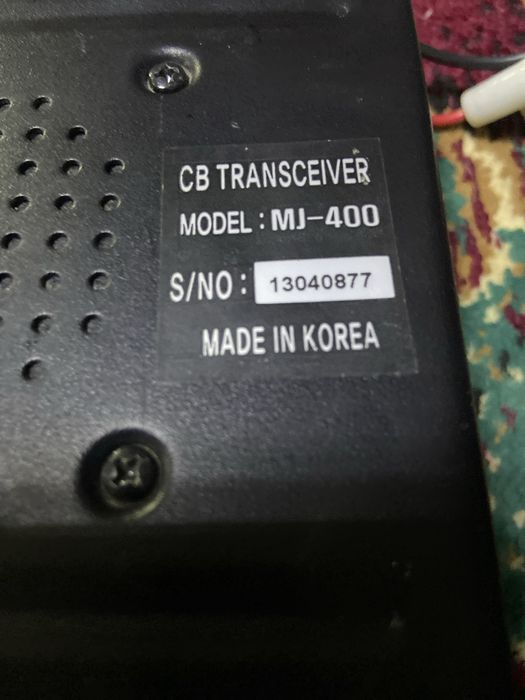 CB TRANSCEIVER
MODEL : MJ-400
S/NO : 13040877
MADE IN KOREA